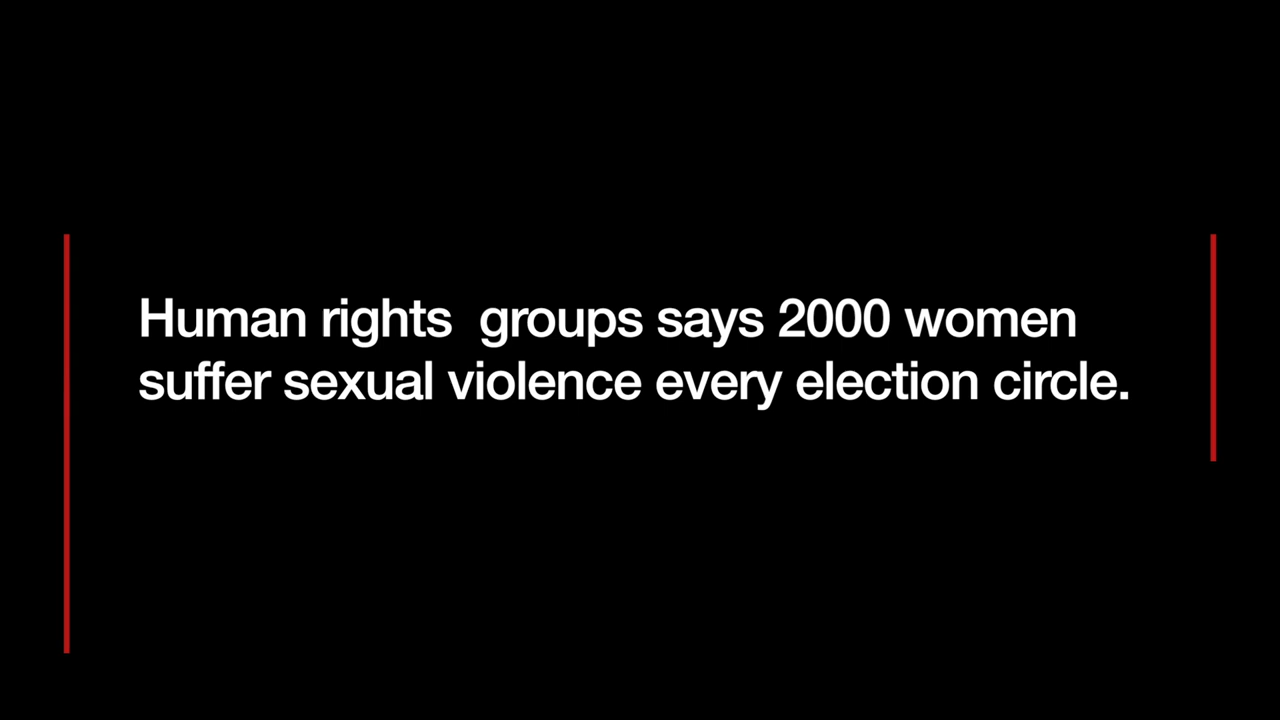 Human rights  groups says 2000 women
suffer sexual violence every election circle.